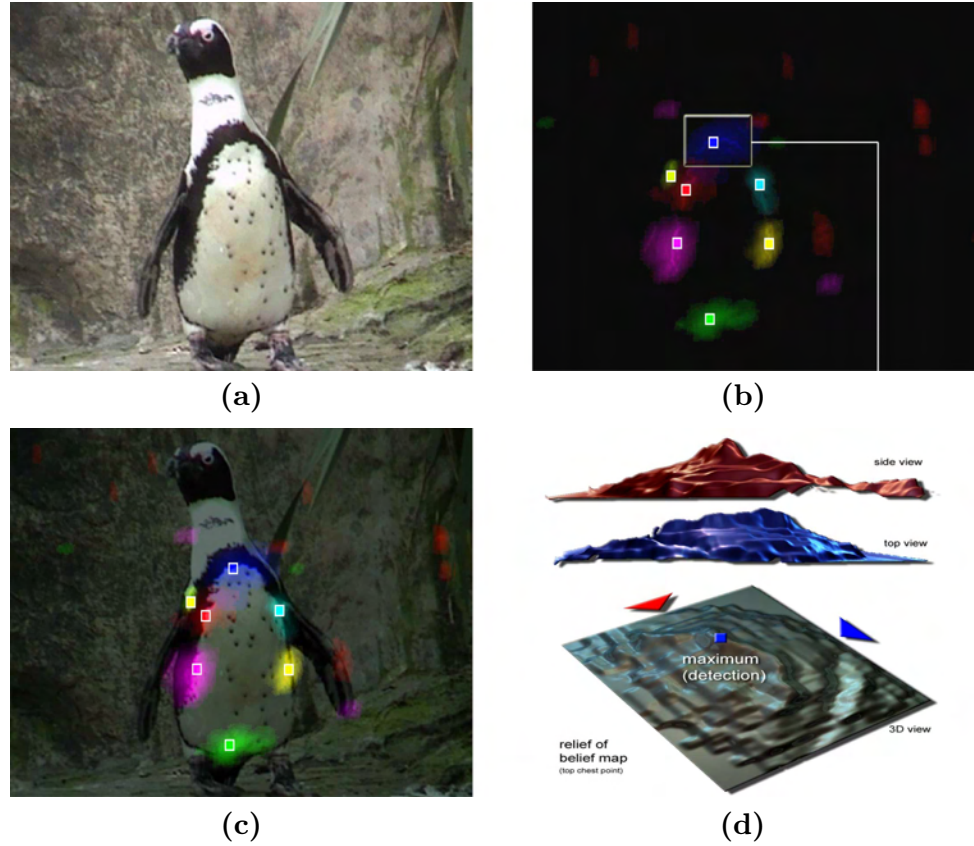 (a)
(b)
side view
top view
maximum
(detection)
3D view
relief of
belief map
(top chest point)
(c)
(d)